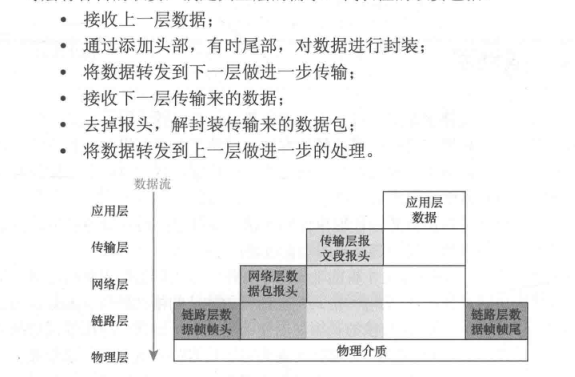 • 接收上一层数据；
• 通过添加头部，有时尾部，对数据进行封装；
• 将数据转发到下一层做进一步传输；
• 接收下一层传输来的数据；
• 去掉报头，解封装传输来的数据包；
• 将数据转发到上一层做进一步的处理。
数据流
应用层
应用层
数据
传输层
传输层报
文段报头
网络层
网络层数
据包报头
链路层
链路层数
据帧帧头
链路层数
据帧帧尾
物理层
物理介质